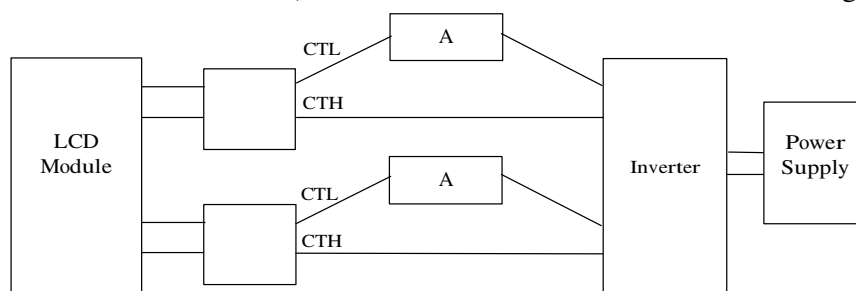 A
CTL
CTH
LCD
Module
Inverter
Power
Supply
A
CTL
CTH